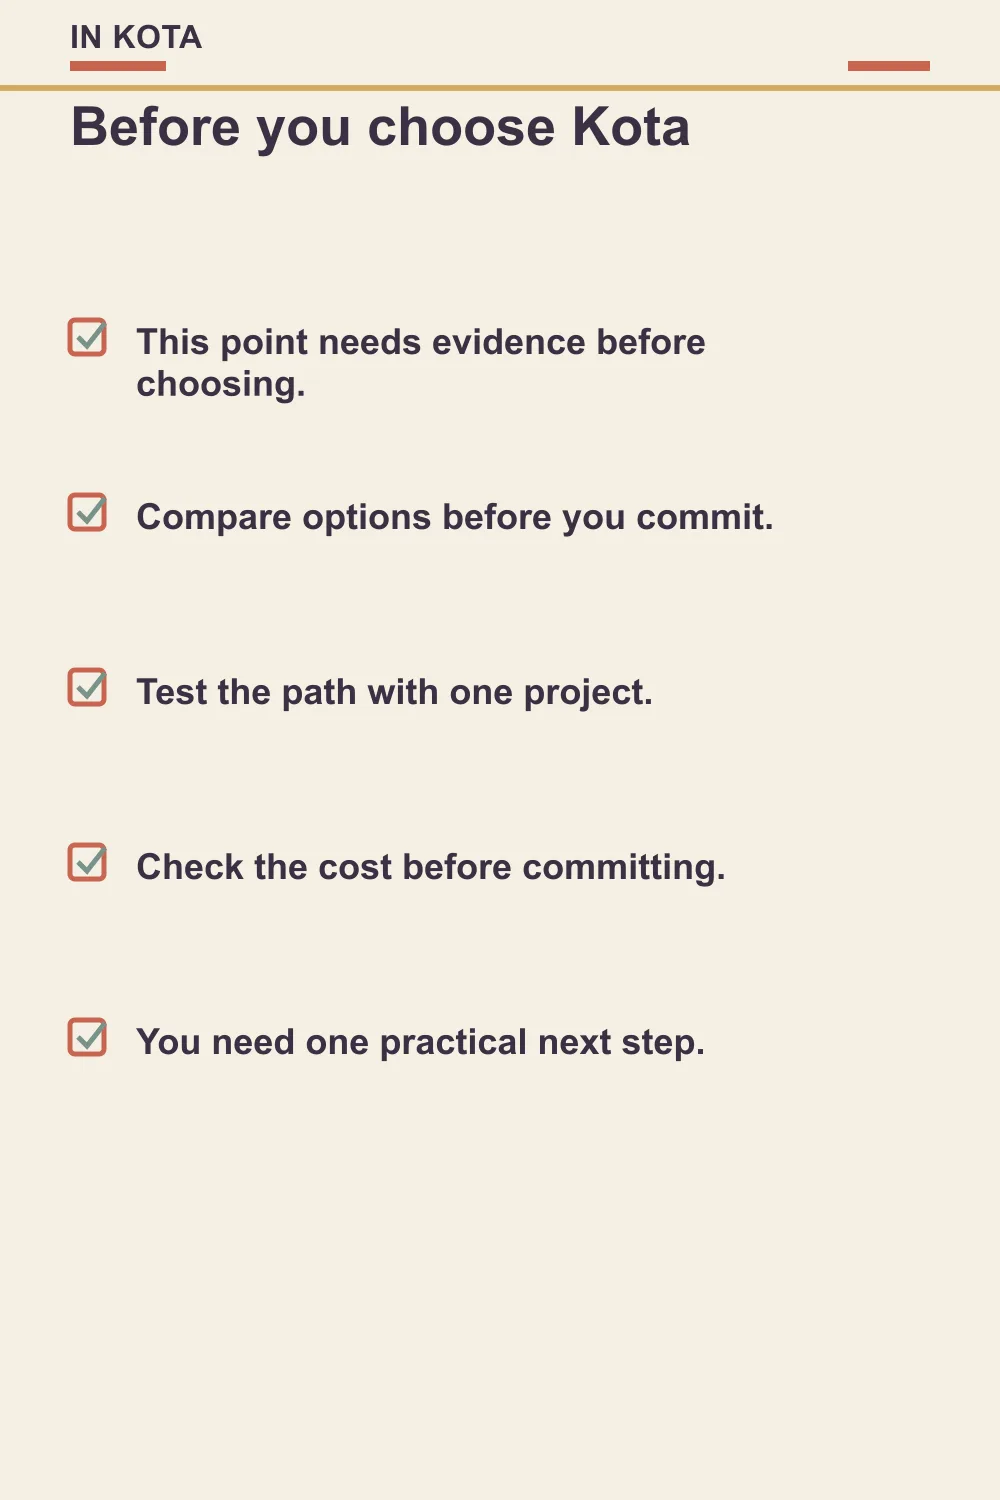 IN KOTA
Before you choose Kota
This point needs evidence before
choosing.
Compare options before you commit.
Test the path with one project.
Check the cost before committing.
You need one practical next step.